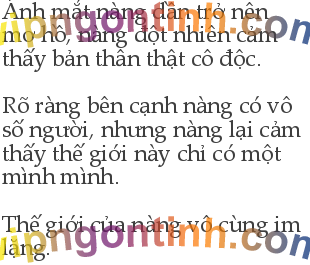 Ánh mắt nàng dần trở nên
mơ hồ, nàng đột nhiên cảm
thấy bản thân thật cô độc.
Rõ ràng bên cạnh nàng có vô
số người, nhưng nàng lại cảm
thấy thế giới này chỉ có một
mình mình.
Thế giới của nàng vô cùng im
lặng.